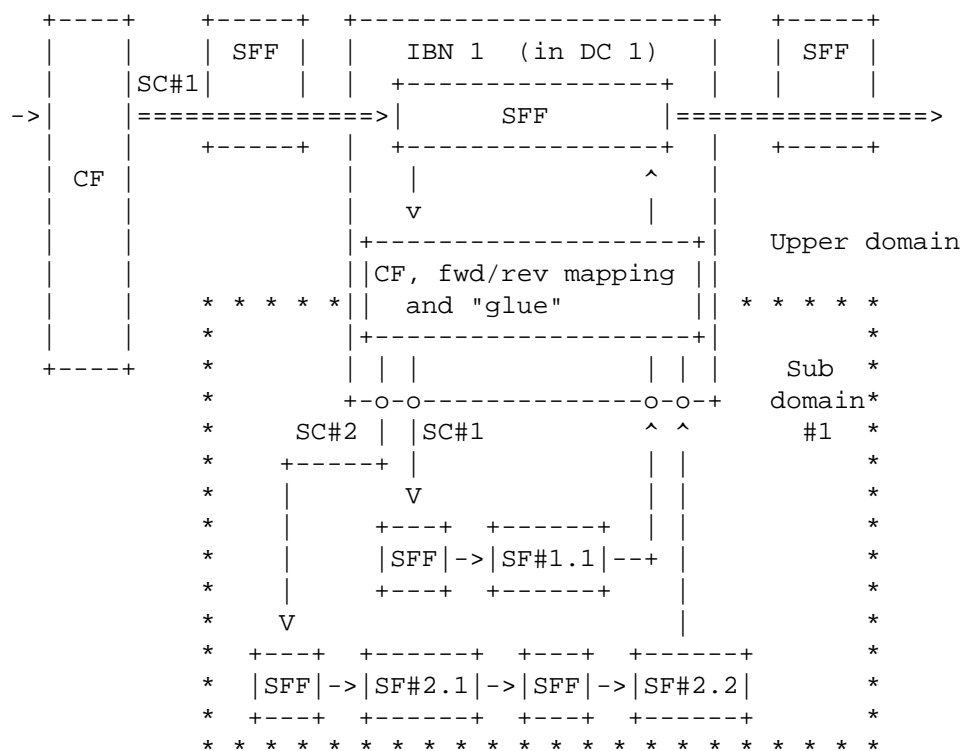 SFF IBN 1 (in DC 1) SFF
SC#1
SFF
CF
Upper domain
CF, fwd/rev mapping
and "glue"
Sub
domain
SC#2 SC#1 #1
SFF SF#1.1
SFF SF#2.1 SFF SF#2.2